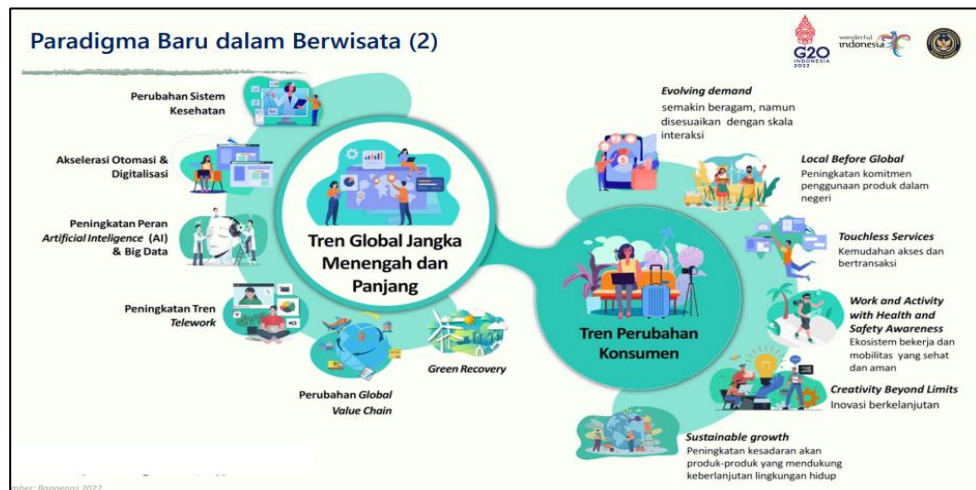 Paradigma Baru dalam Berwisata (2)
G20
INDONESIA
2022
wonderful
indonesia
Perubahan Sistem
Kesehatan
Akselerasi Otomasi &
Digitalisasi
Peningkatan Peran
Artificial Inteligence (AI)
& Big Data
Peningkatan Tren
Telework
Perubahan Global
Value Chain
Green Recovery
Tren Global Jangka
Menengah dan
Panjang
Tren Perubahan
Konsumen
Evolving demand
semakin beragam, namun
disesuaikan dengan skala
interaksi
Local Before Global
Peningkatan komitmen
penggunaan produk dalam
negeri
Touchless Services
Kemudahan akses dan
bertransaksi
Work and Activity
with Health and
Safety Awareness
Ekosistem bekerja dan
mobilitas yang sehat
dan aman
Creativity Beyond Limits
Inovasi berkelanjutan
Sustainable growth
Peningkatan kesadaran akan
produk-produk yang mendukung
keberlanjutan lingkungan hidup
mber: Bappenas 2022